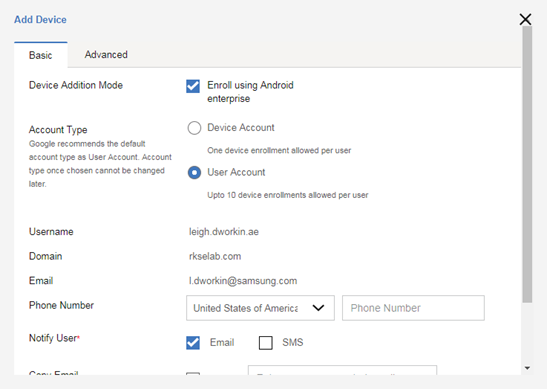 Add Device
Basic
Advanced
Device Addition Mode
Enroll using Android
enterprise
Account Type
Google recommends the default
account type as User Account. Account
type once chosen cannot be changed
later.
Device Account
One device enrollment allowed per user
User Account
Upto 10 device enrollments allowed per user
Username
leigh.dworkin.ae
Domain
rkselab.com
Email
l.dworkin@samsung.com
Phone Number
United States of America
Phone Number
Notify User*
Email
SMS
Copy Email